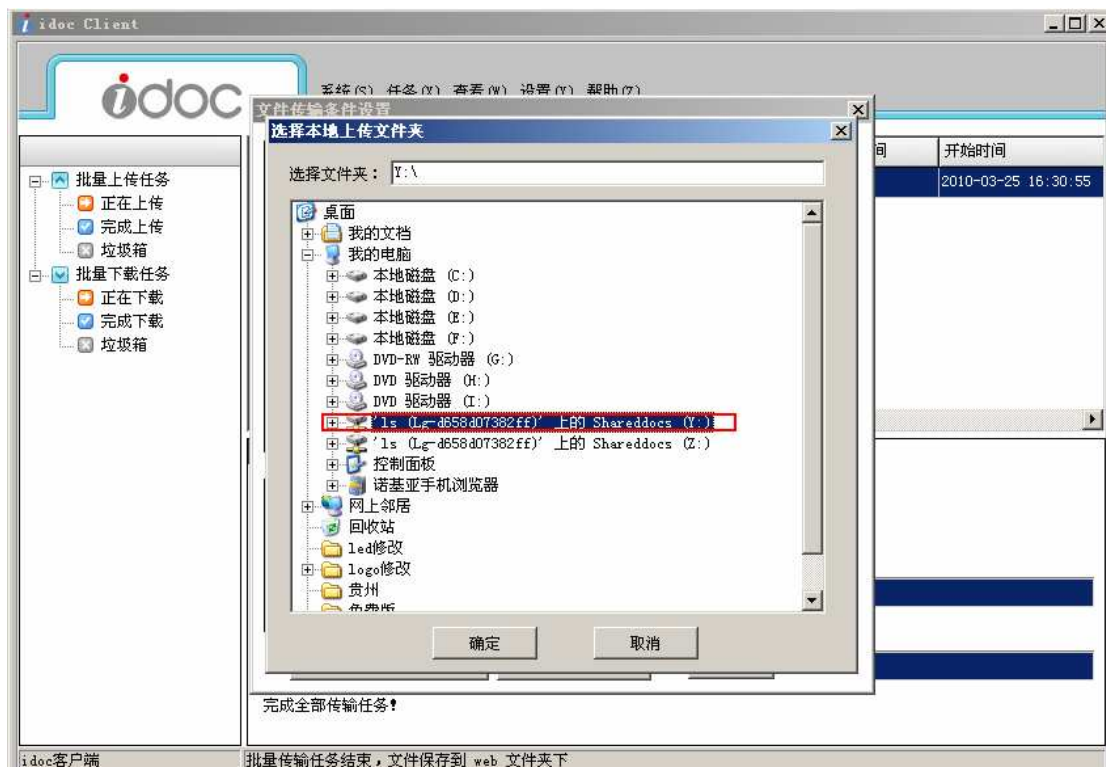 idoc Client
idoc
系统(S) 任务(X) 查看(W) 设置(Y) 帮助(Z)
文件传输条件设置
选择本地上传文件夹
选择文件夹： Y:\
间
开始时间
2010-03-25 16:30:55
批量上传任务
正在上传
完成上传
垃圾箱
批量下载任务
正在下载
完成下载
垃圾箱
桌面
我的文档
我的电脑
本地磁盘 (C:)
本地磁盘 (D:)
本地磁盘 (E:)
本地磁盘 (F:)
DVD-RW 驱动器 (G:)
DVD 驱动器 (H:)
DVD 驱动器 (I:)
'ls (Lg-d658d07382ff)' 上的 Shareddocs (Y:)
'ls (Lg-d658d07382ff)' 上的 Shareddocs (Z:)
控制面板
诺基亚手机浏览器
网上邻居
回收站
led修改
logo修改
贵州
免费版
确定
取消
完成全部传输任务!
idoc客户端
批量传输任务结束，文件保存到 web 文件夹下